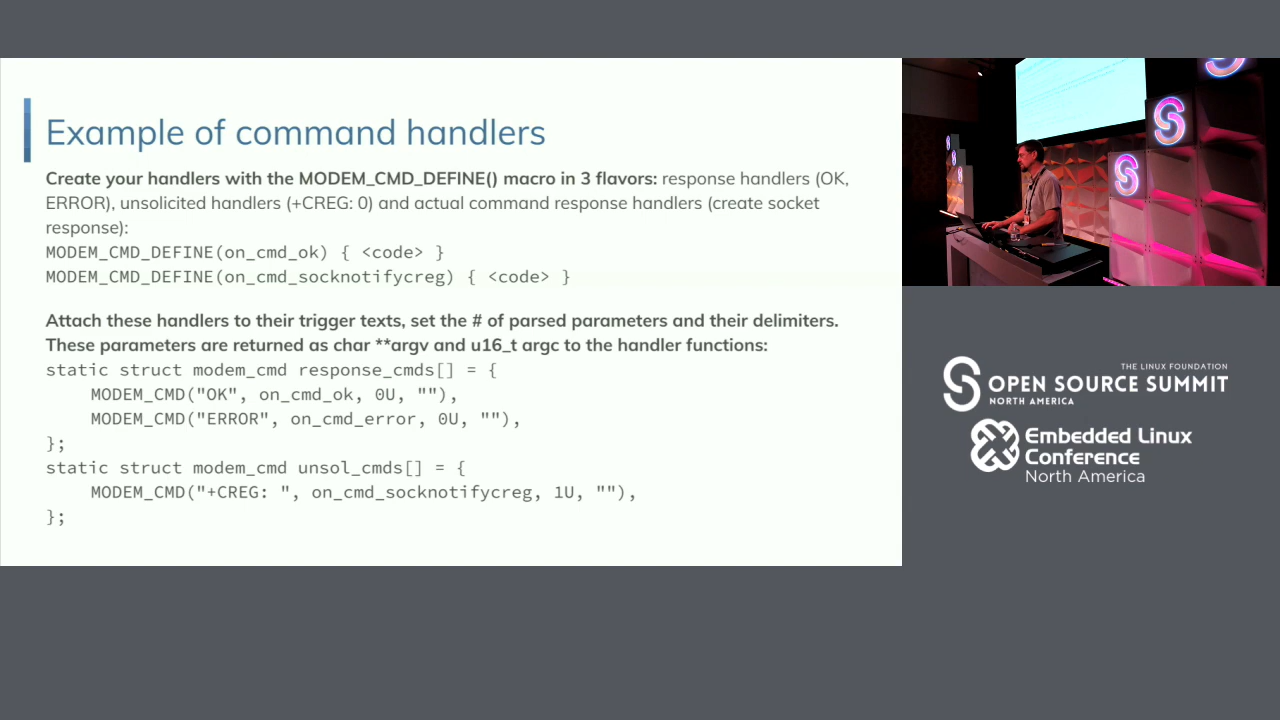 Example of command handlers
Create your handlers with the MODEM_CMD_DEFINE() macro in 3 flavors: response handlers (OK,
ERROR), unsolicited handlers (+CREG: 0) and actual command response handlers (create socket
response):
MODEM_CMD_DEFINE(on_cmd_ok) { <code> }
MODEM_CMD_DEFINE(on_cmd_socknotifycreg) { <code> }
Attach these handlers to their trigger texts, set the # of parsed parameters and their delimiters.
These parameters are returned as char **argv and u16_t argc to the handler functions:
static struct modem_cmd response_cmds[] = {
MODEM_CMD("OK", on_cmd_ok, 0U, ""),
MODEM_CMD("ERROR", on_cmd_error, 0U, ""),
};
static struct modem_cmd unsol_cmds[] = {
MODEM_CMD("+CREG: ", on_cmd_socknotifycreg, 1U, ""),
};
THE LINUX FOUNDATION
OPEN SOURCE SUMMIT
NORTH AMERICA
Embedded Linux
Conference
North America